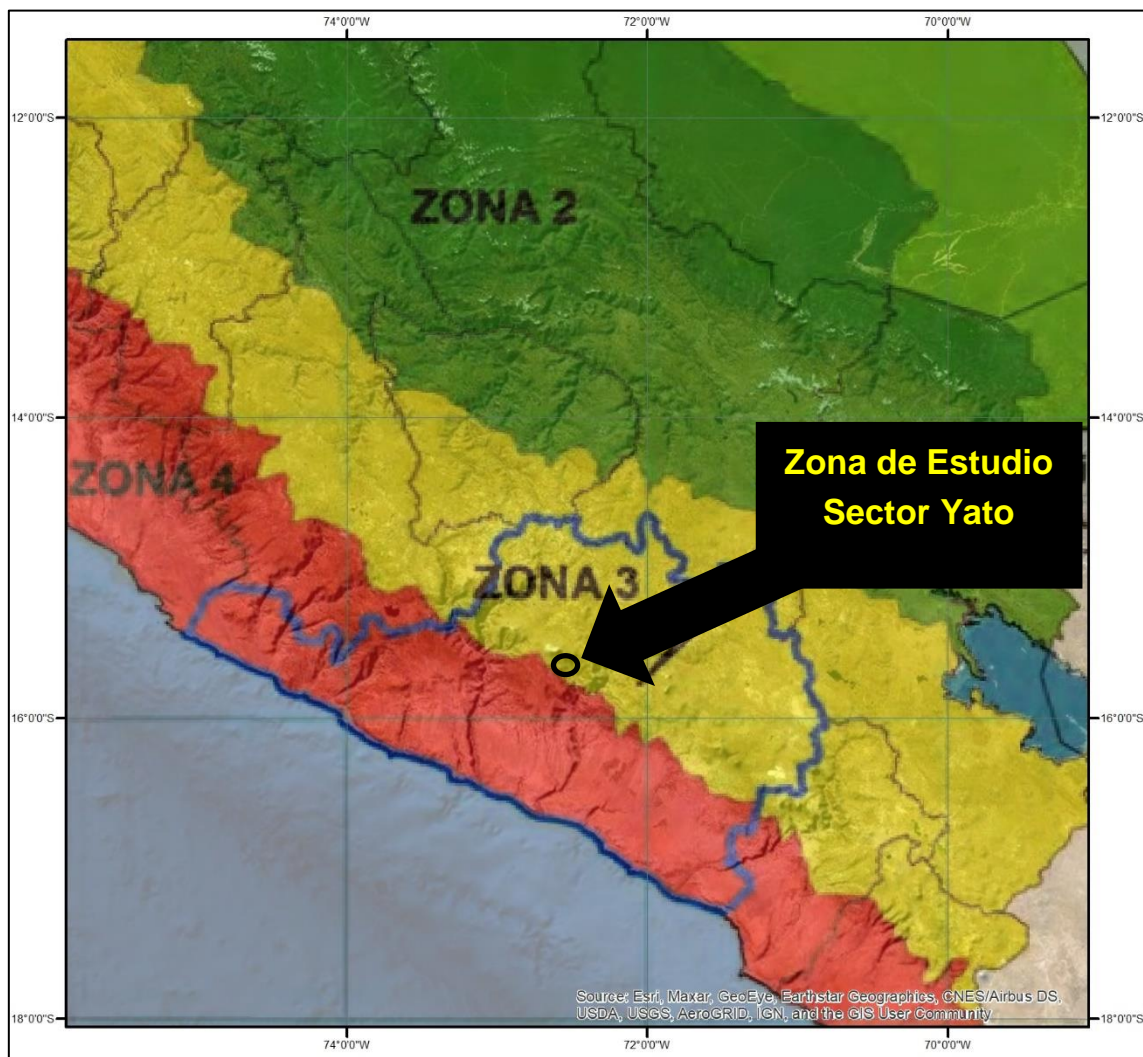 74°0'0"W
72°0'0"W
70°0'0"W
12°0'0"S
12°0'0"S
ZONA 2
14°0'0"S
14°0'0"S
Zona de Estudio
Sector Yato
ZONA 4
ZONA 3
16°0'0"S
16°0'0"S
Source: Esri, Maxar, GeoEye, Earthstar Geographics, CNES/Airbus DS,
USDA, USGS, AeroGRID, IGN, and the GIS User Community
18°0'0"S
18°0'0"S
74°0'0"W
72°0'0"W
70°0'0"W